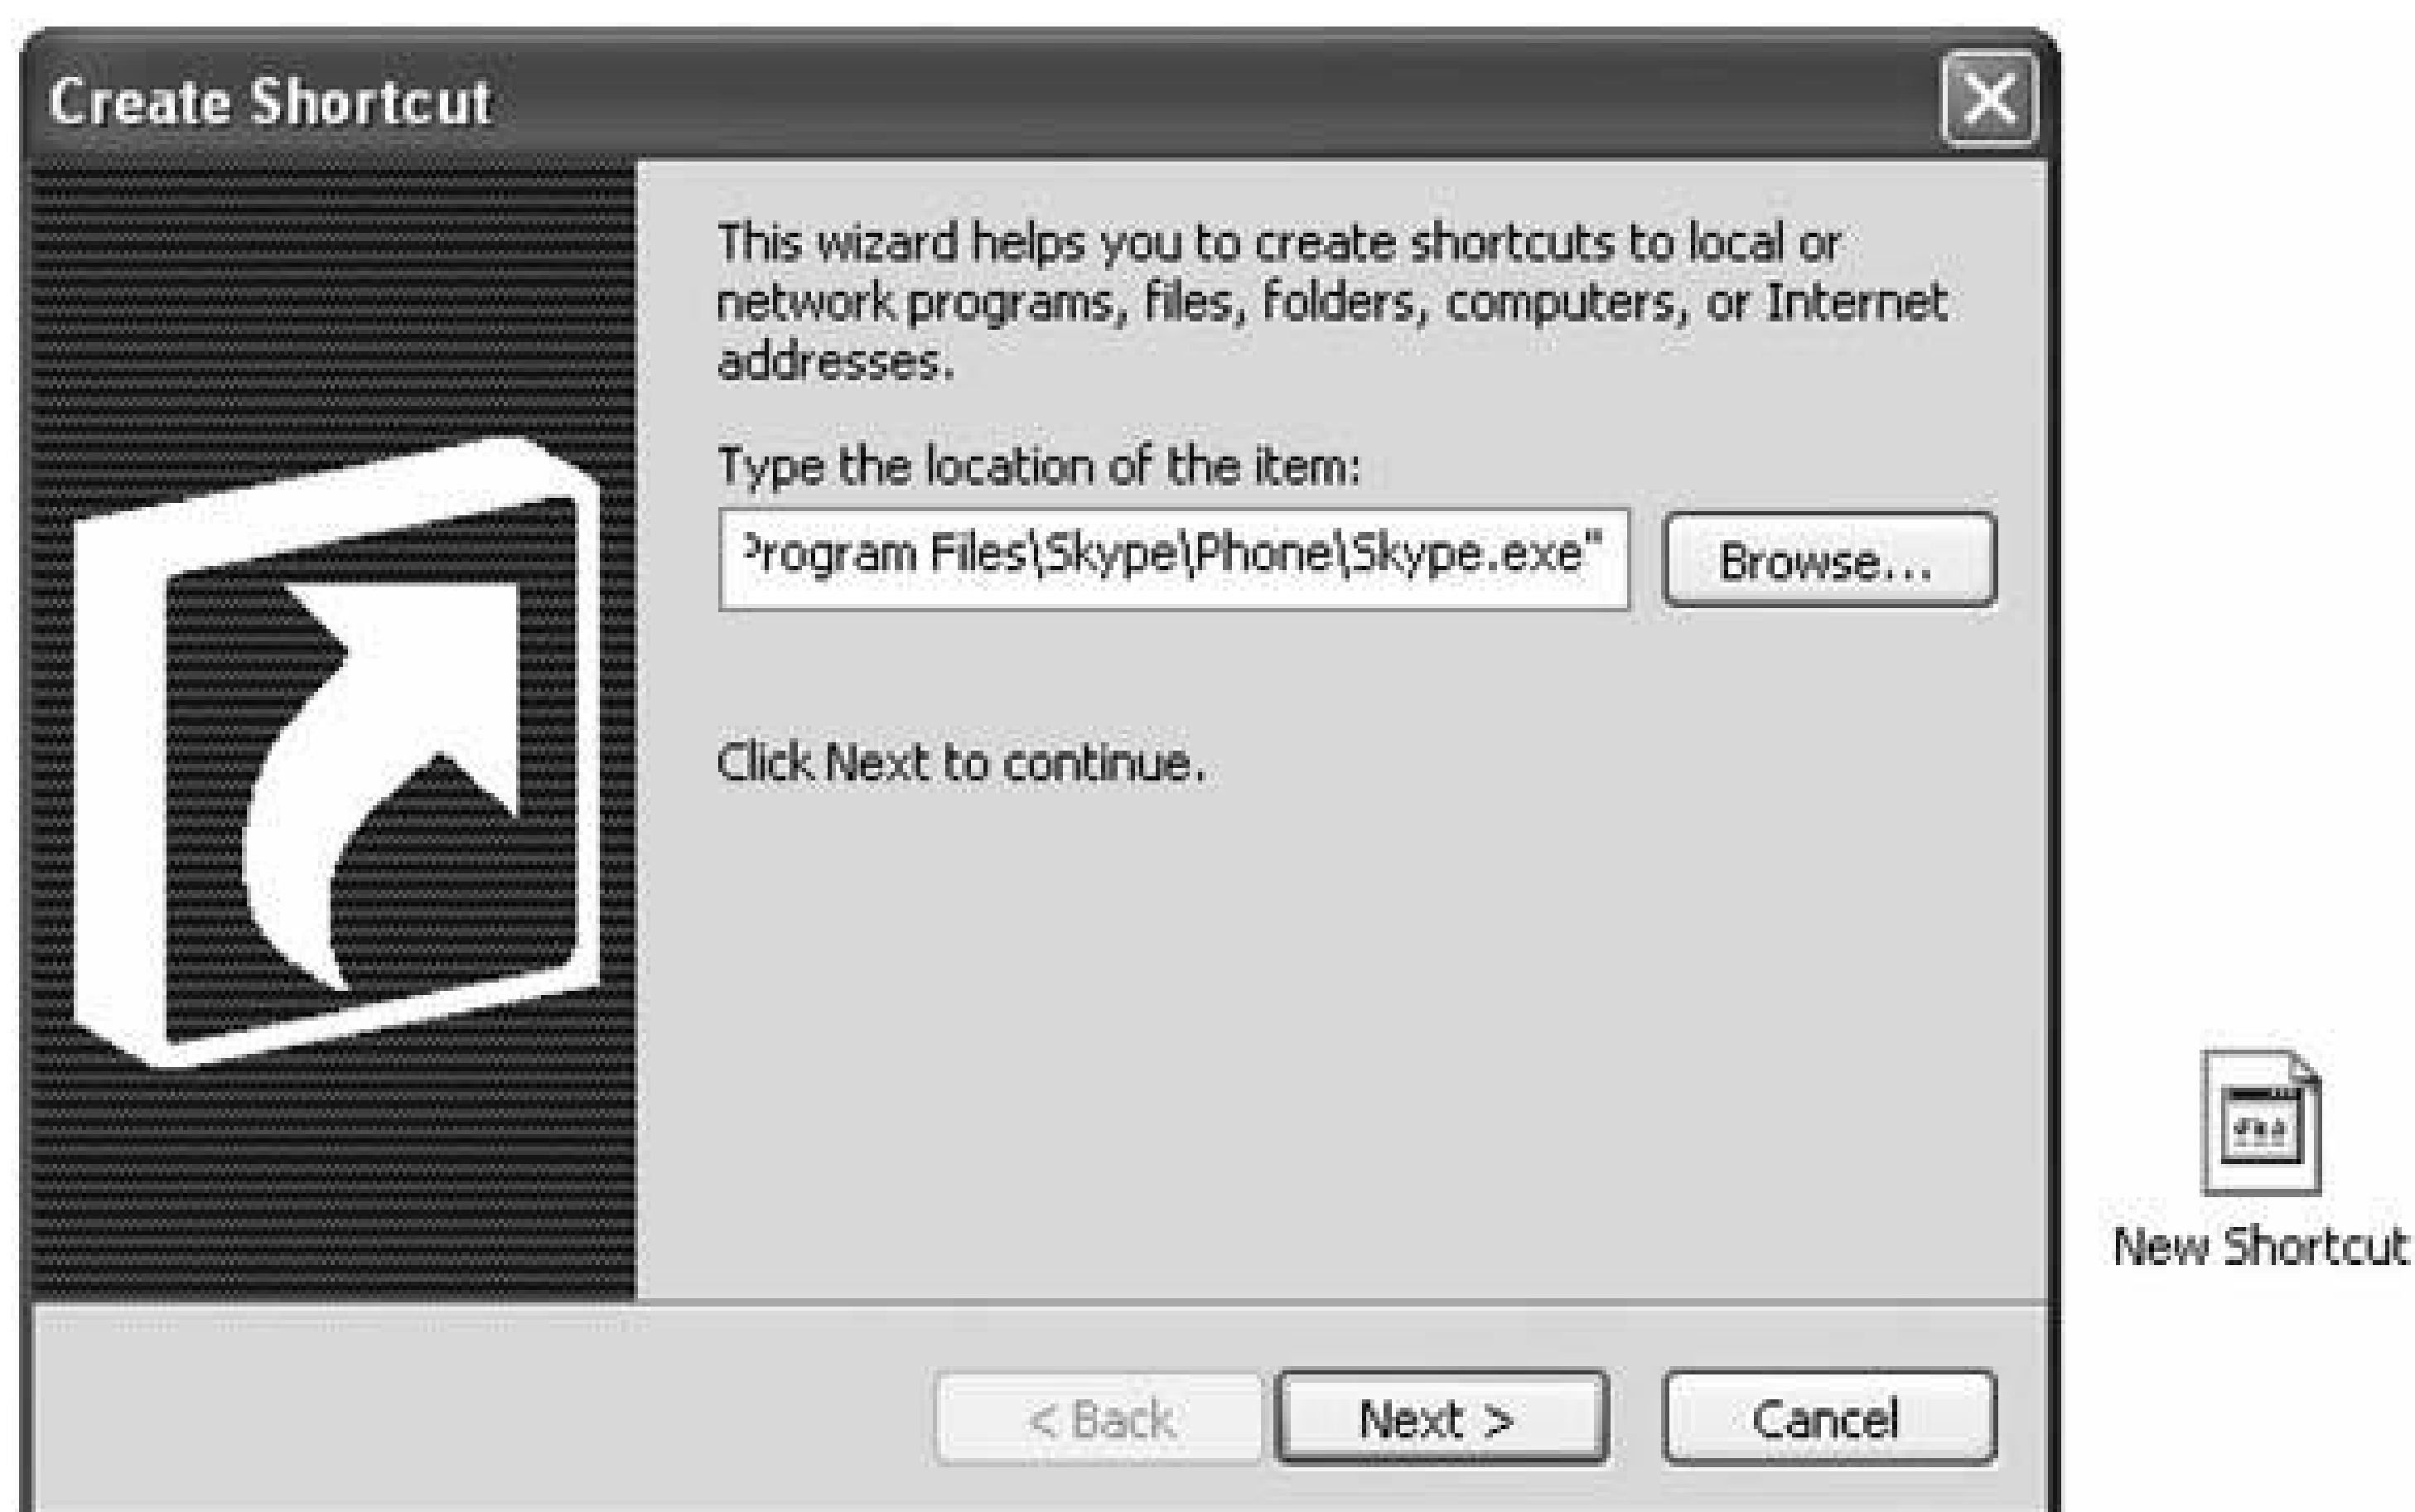 Create Shortcut
This wizard helps you to create shortcuts to local or
network programs, files, folders, computers, or Internet
addresses.
Type the location of the item:
Program Files\Skype\Phone\Skype.exe"
Browse...
Click Next to continue.
New Shortcut
< Back
Next >
Cancel